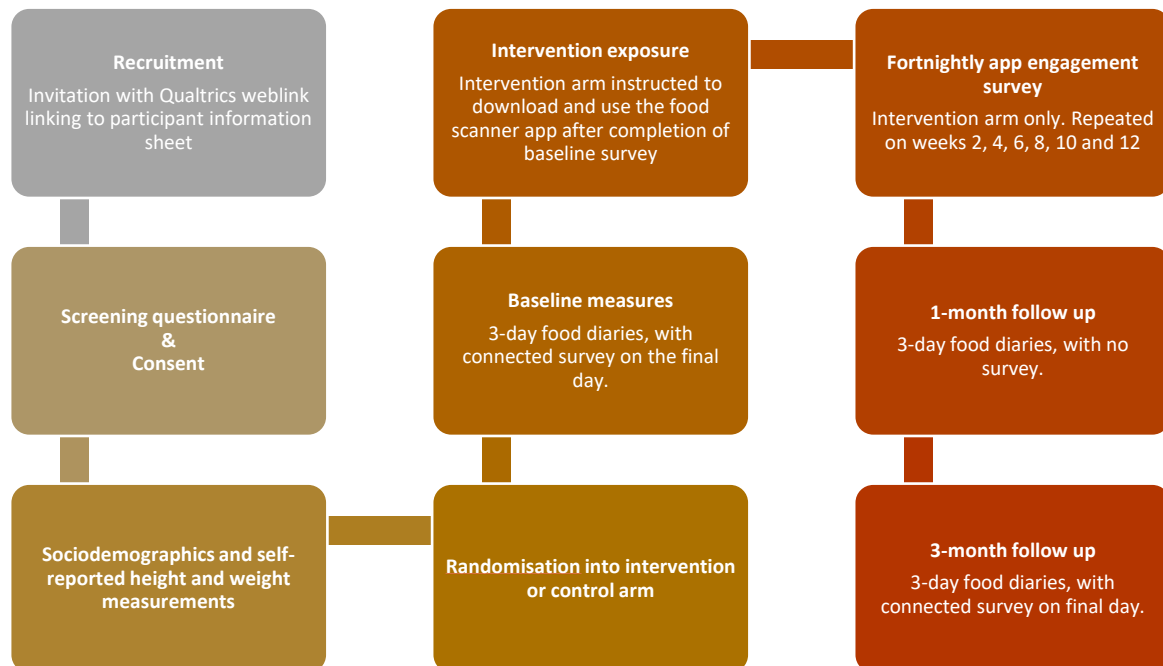 Recruitment
Invitation with Qualtrics weblink
linking to participant information
sheet
Screening questionnaire
&
Consent
Sociodemographics and self-
reported height and weight
measurements
Randomisation into intervention
or control arm
Baseline measures
3-day food diaries, with
connected survey on the final
day.
Intervention exposure
Intervention arm instructed to
download and use the food
scanner app after completion of
baseline survey
Fortnightly app engagement
survey
Intervention arm only. Repeated
on weeks 2, 4, 6, 8, 10 and 12
1-month follow up
3-day food diaries, with no
survey.
3-month follow up
3-day food diaries, with
connected survey on final day.